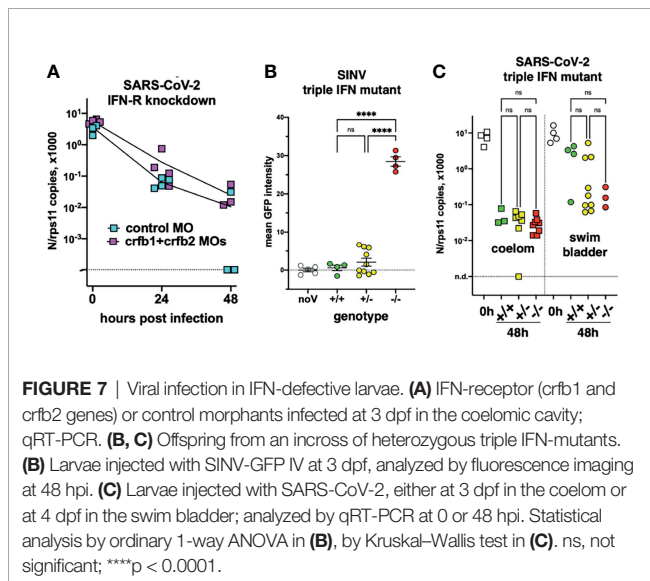 A
SARS-CoV-2
IFN-R knockdown
N/rps11 copies, x1000
10¹
10⁰
10⁻¹
10⁻²
10⁻³
control MO
crfb1+crfb2 MOs
0 24 48
hours post infection
B
SINV
triple IFN mutant
mean GFP intensity
40
30
20
10
0
ns
****
****
noV +/+ +/- -/-
genotype
C
SARS-CoV-2
triple IFN mutant
N/rps11 copies, x1000
10¹
10⁰
10⁻¹
10⁻²
n.d.
ns
ns ns
ns
ns ns
coelom
swim
bladder
0h +/+ +/- -/- 0h +/+ +/- -/-
48h 48h
FIGURE 7 | Viral infection in IFN-defective larvae. (A) IFN-receptor (crfb1 and
crfb2 genes) or control morphants infected at 3 dpf in the coelomic cavity;
qRT-PCR. (B, C) Offspring from an incross of heterozygous triple IFN-mutants.
(B) Larvae injected with SINV-GFP IV at 3 dpf, analyzed by fluorescence imaging
at 48 hpi. (C) Larvae injected with SARS-CoV-2, either at 3 dpf in the coelom or
at 4 dpf in the swim bladder; analyzed by qRT-PCR at 0 or 48 hpi. Statistical
analysis by ordinary 1-way ANOVA in (B), by Kruskal–Wallis test in (C). ns, not
significant; ****p < 0.0001.